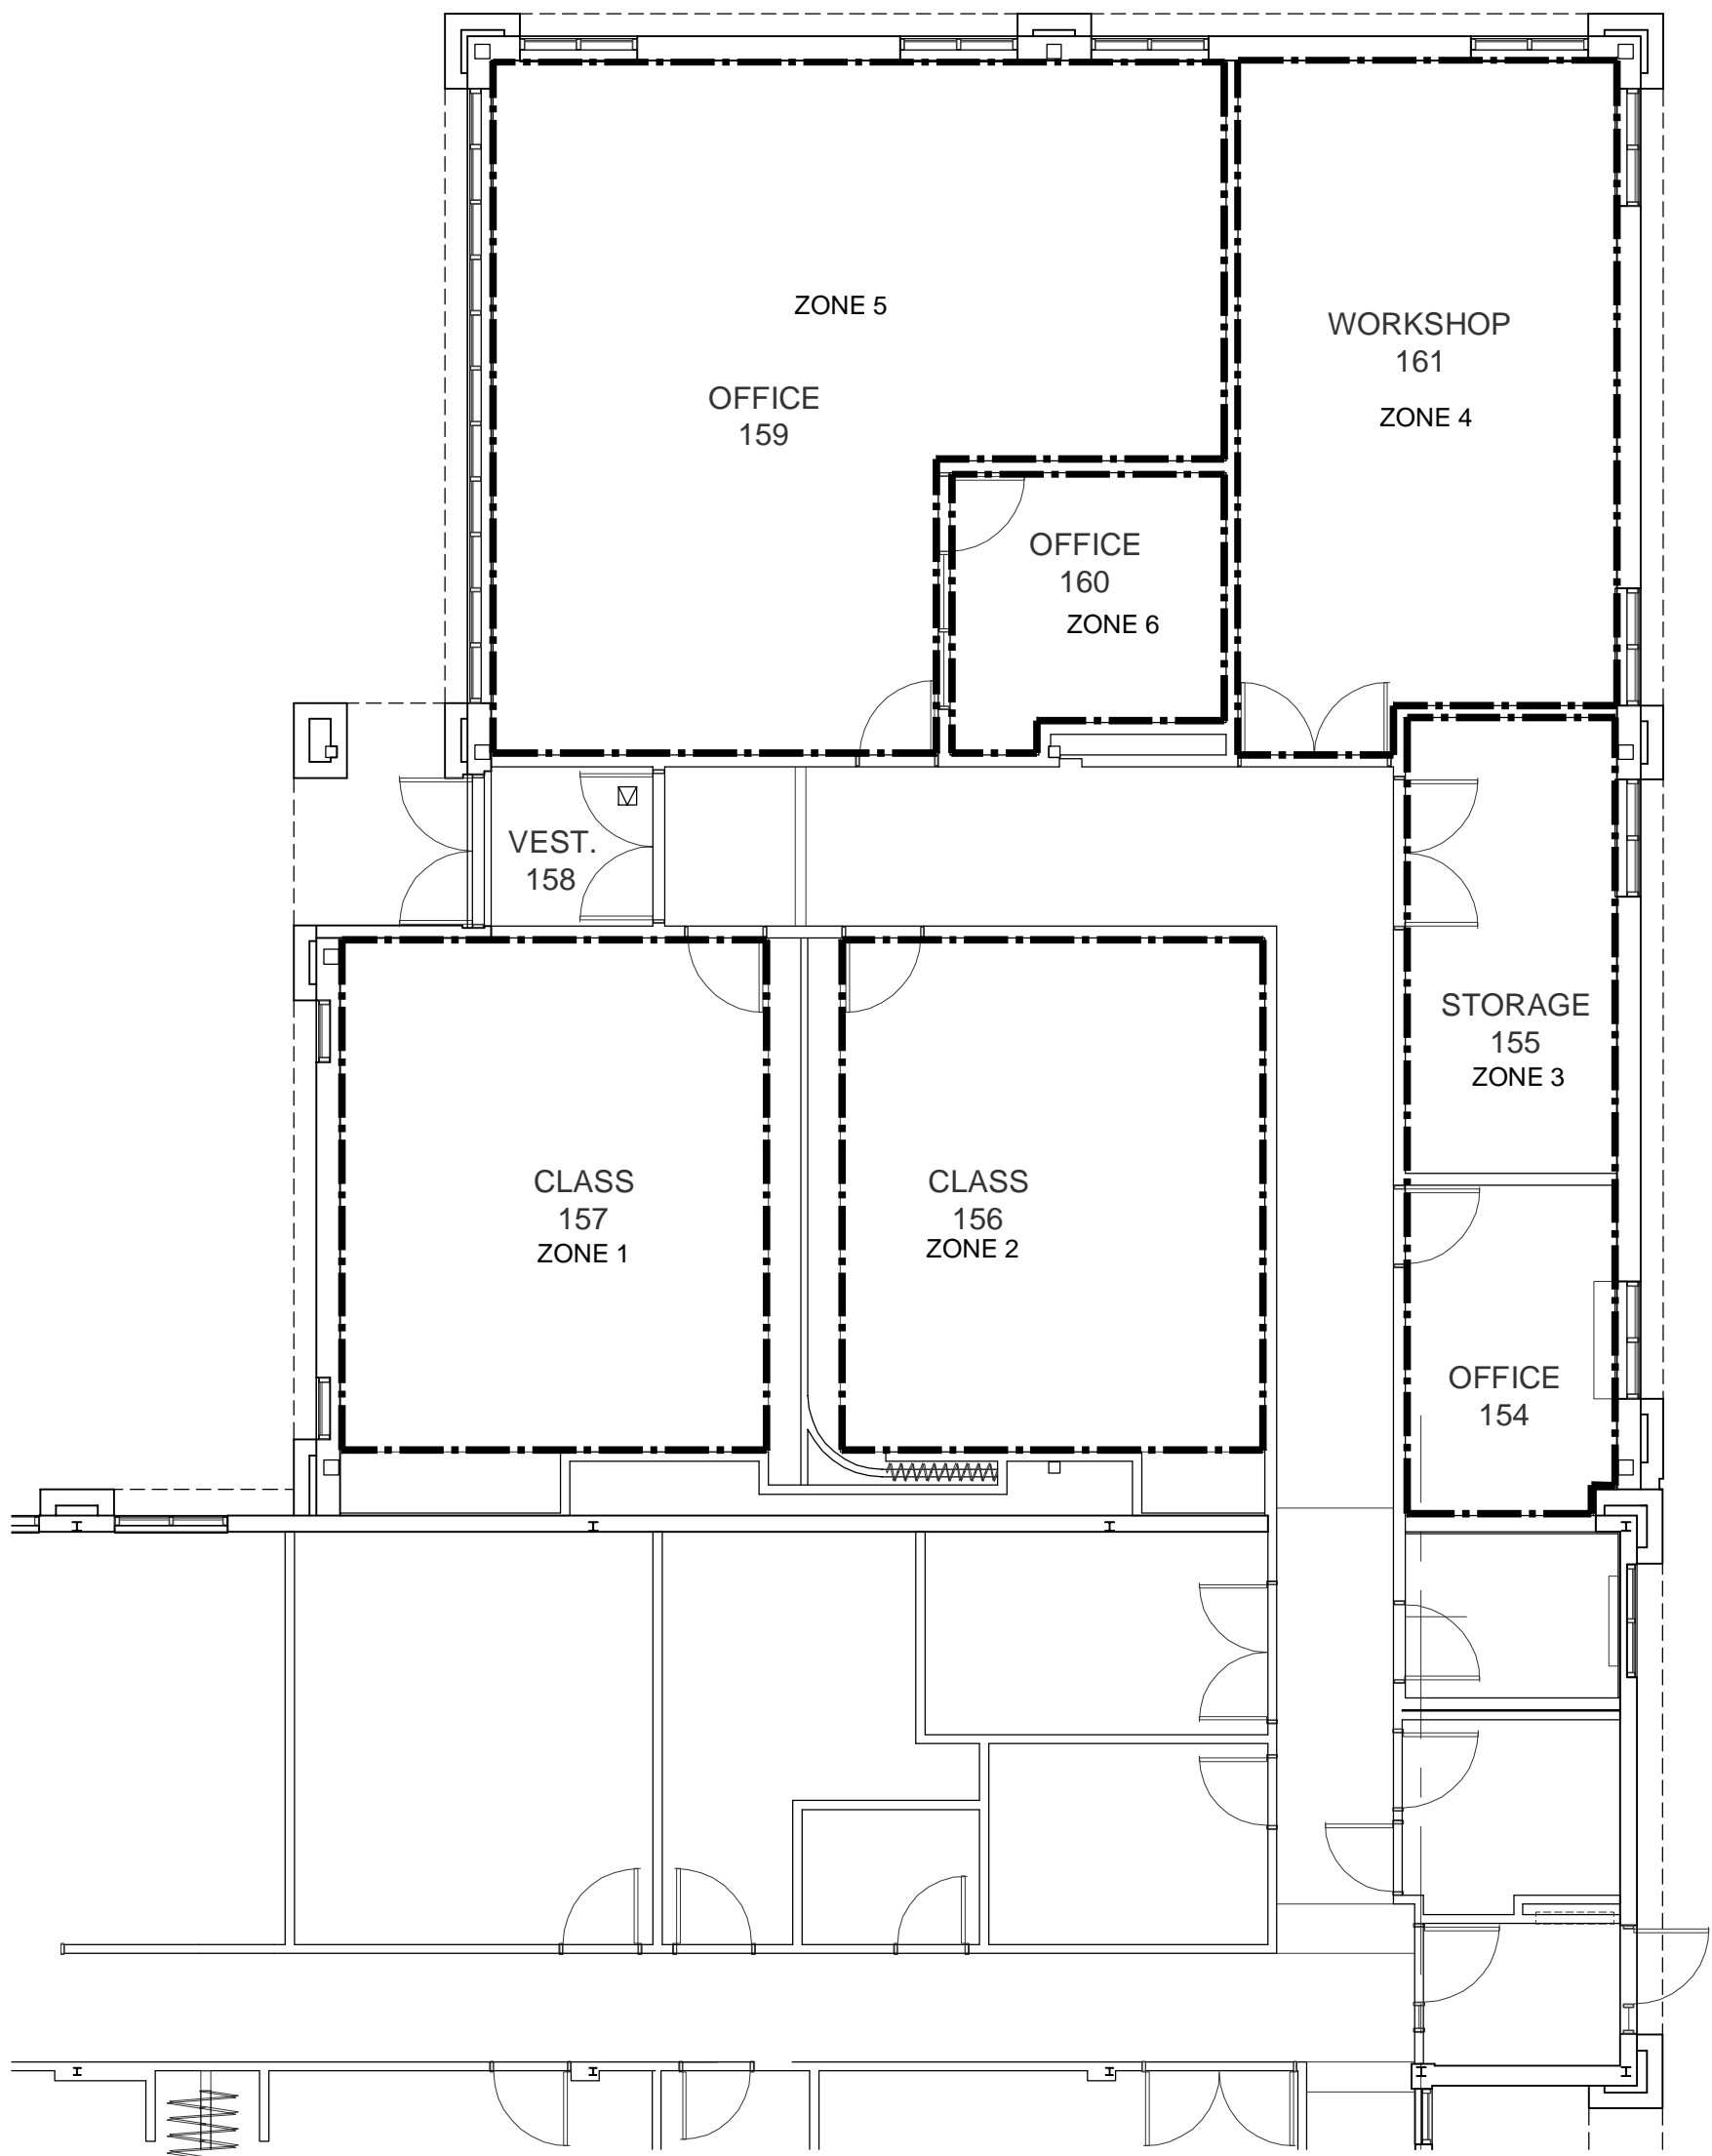 ZONE 5
OFFICE
159
WORKSHOP
161
ZONE 4
OFFICE
160
ZONE 6
VEST.
158
STORAGE
155
ZONE 3
CLASS
157
ZONE 1
CLASS
156
ZONE 2
OFFICE
154